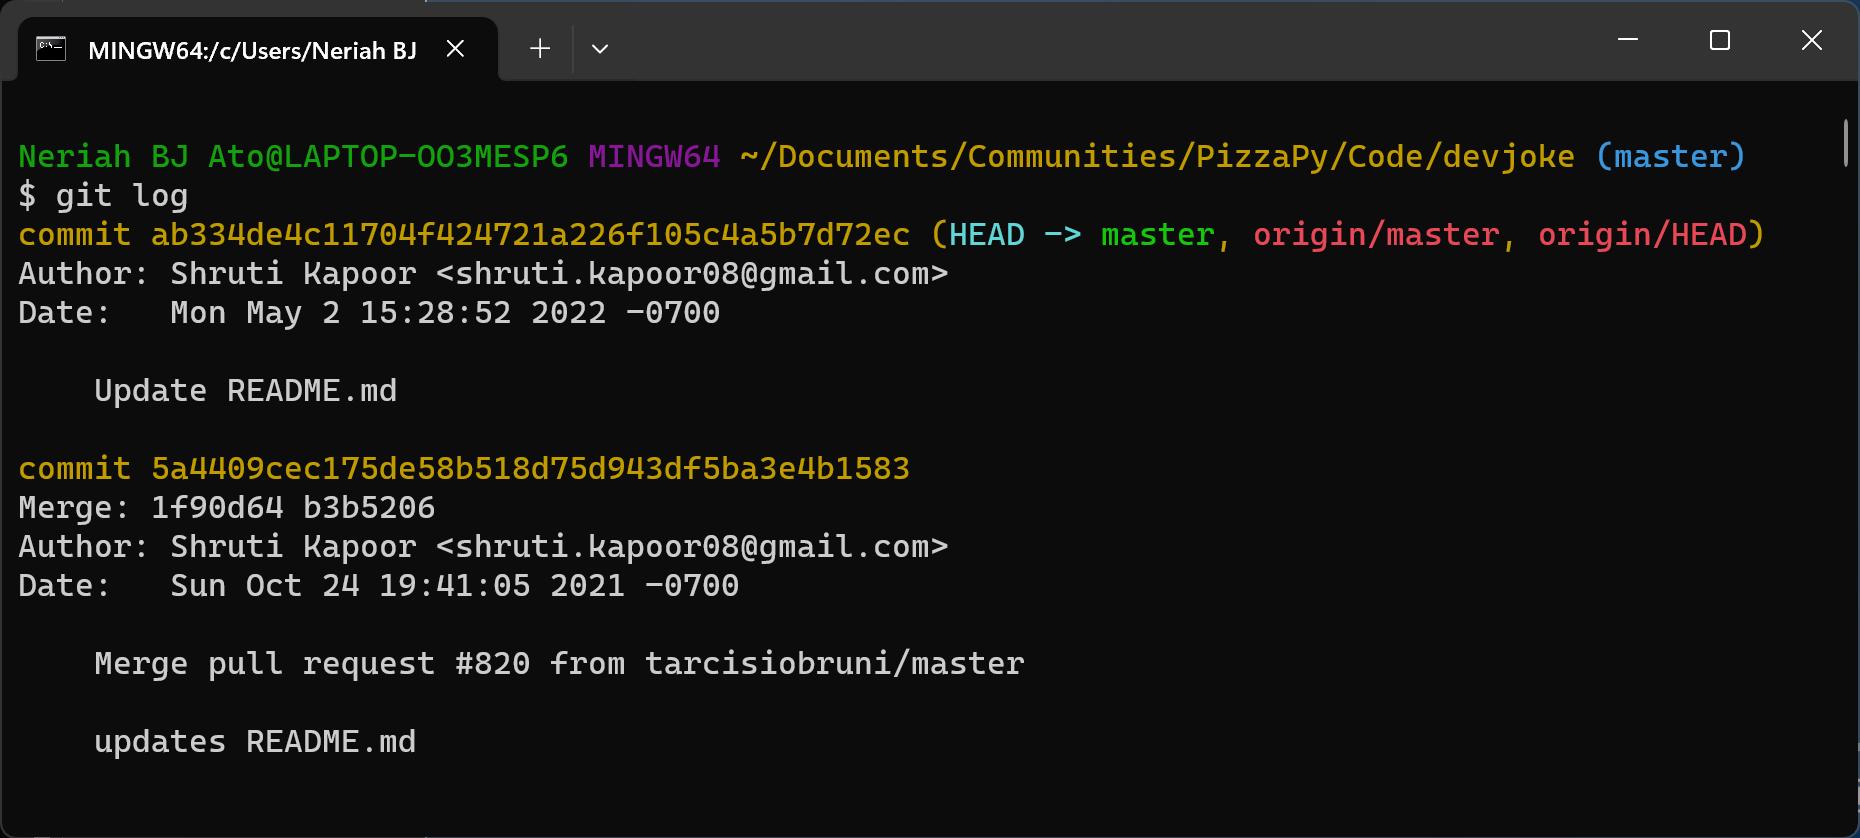 MINGW64:/c/Users/Neriah BJ
Neriah BJ Ato@LAPTOP-OO3MESP6 MINGW64 ~/Documents/Communities/PizzaPy/Code/devjoke (master)
$ git log
commit ab334de4c11704f424721a226f105c4a5b7d72ec (HEAD -> master, origin/master, origin/HEAD)
Author: Shruti Kapoor <shruti.kapoor08@gmail.com>
Date:   Mon May 2 15:28:52 2022 -0700
    Update README.md
commit 5a4409cec175de58b518d75d943df5ba3e4b1583
Merge: 1f90d64 b3b5206
Author: Shruti Kapoor <shruti.kapoor08@gmail.com>
Date:   Sun Oct 24 19:41:05 2021 -0700
    Merge pull request #820 from tarcisiobruni/master
    updates README.md